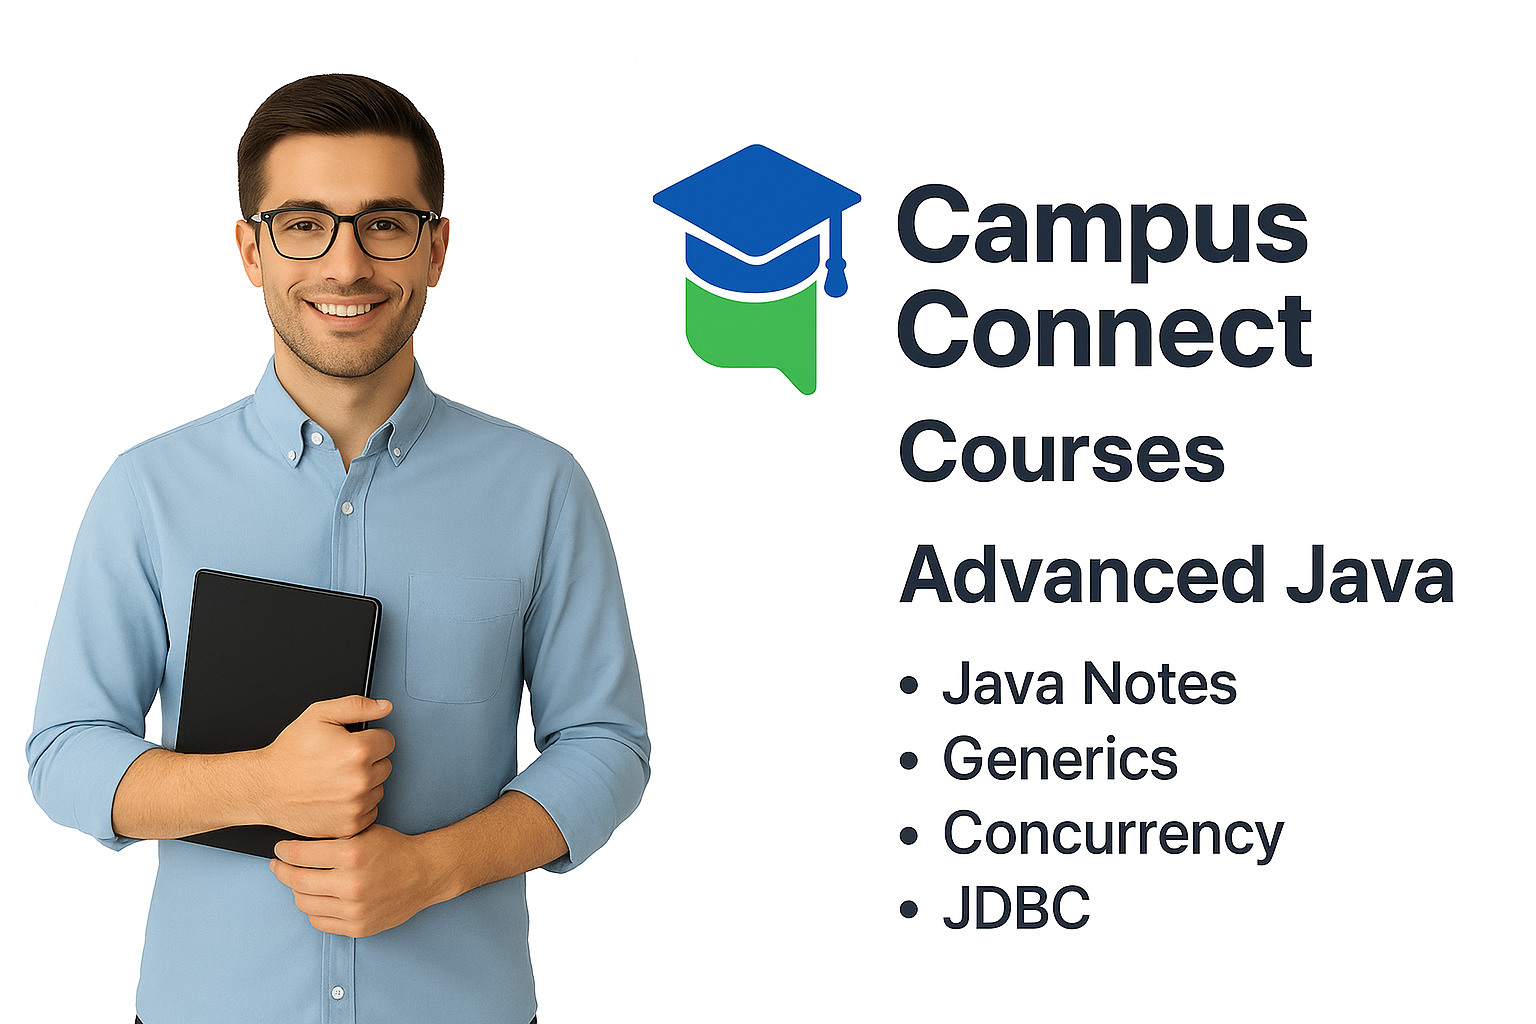 Campus
Connect
Courses
Advanced Java
• Java Notes
• Generics
• Concurrency
• JDBC